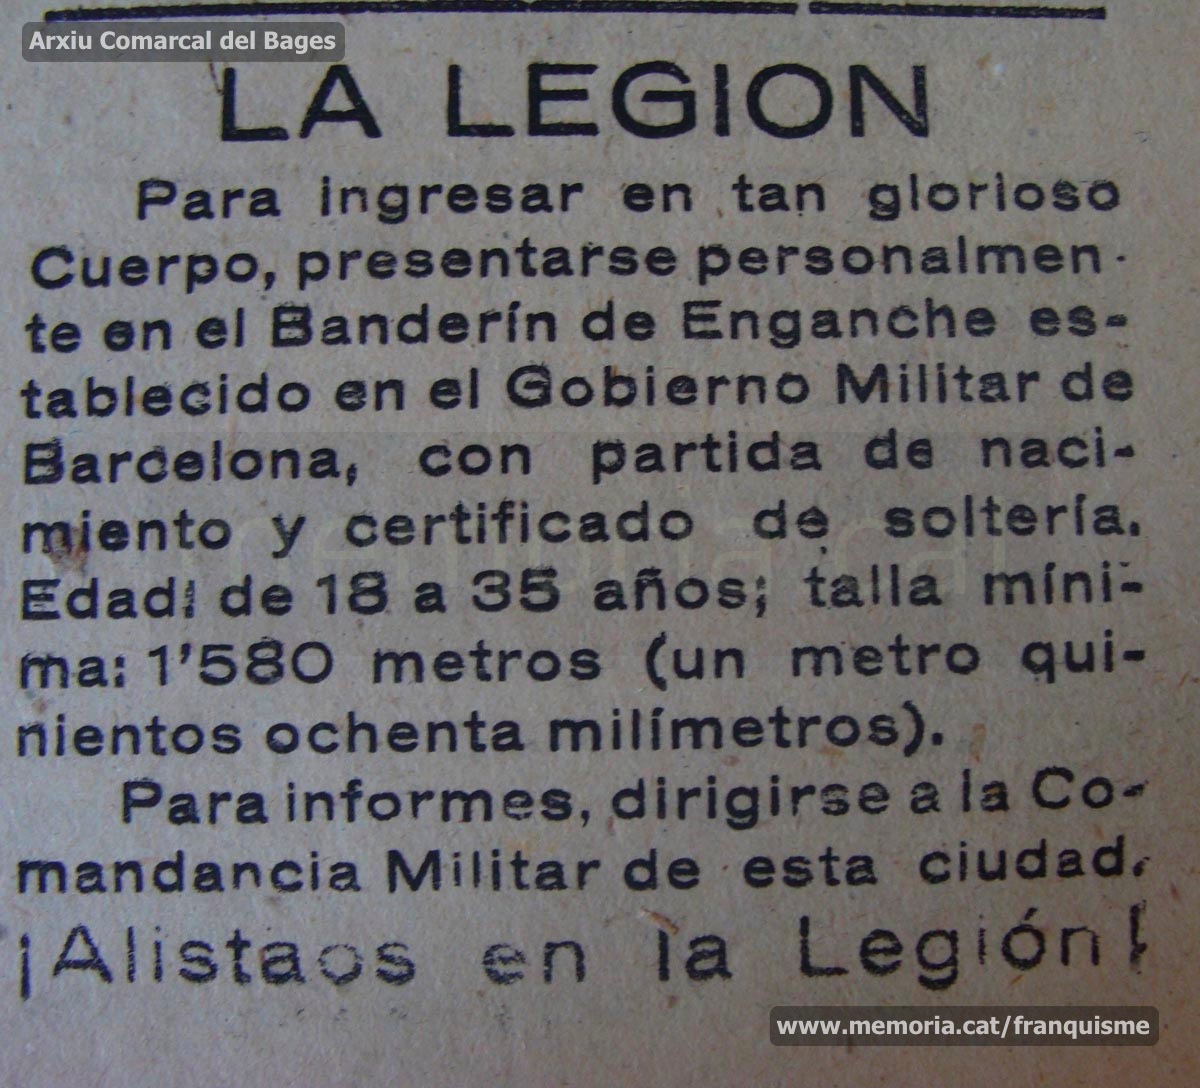 Arxiu Comarcal del Bages
LA LEGION
Para ingresar en tan glorioso
Cuerpo, presentarse personalmen-
te en el Banderín de Enganche es-
tablecido en el Gobierno Militar de
Barcelona, con partida de naci-
miento y certificado de soltería.
Edad: de 18 a 35 años; talla míni-
ma: 1'580 metros (un metro qui-
nientos ochenta milímetros).
Para informes, dirigirse a la Co-
mandancia Militar de esta ciudad.
¡Alistaos en la Legión!
www.memoria.cat/franquisme